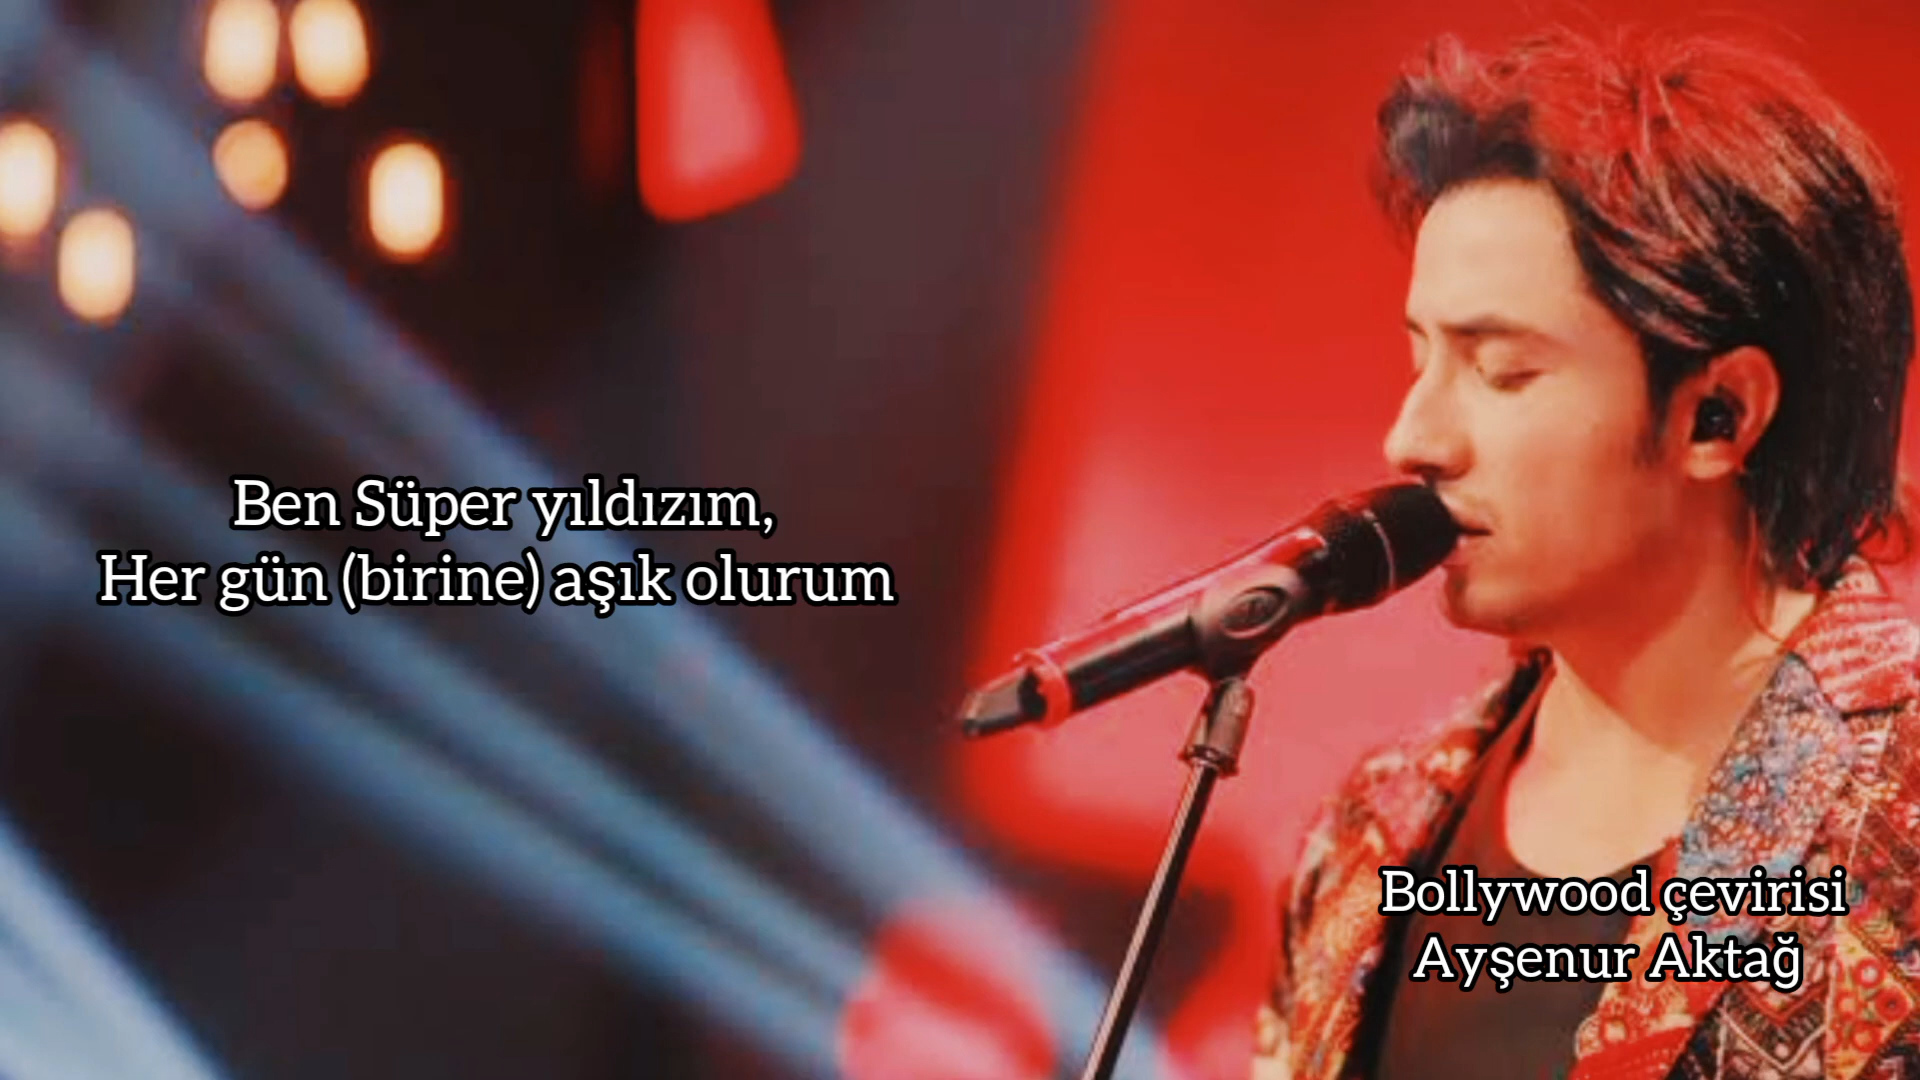 Ben Süper yıldızım,
Her gün (birine) aşık olurum
Bollywood çevirisi
Ayşenur Aktağ